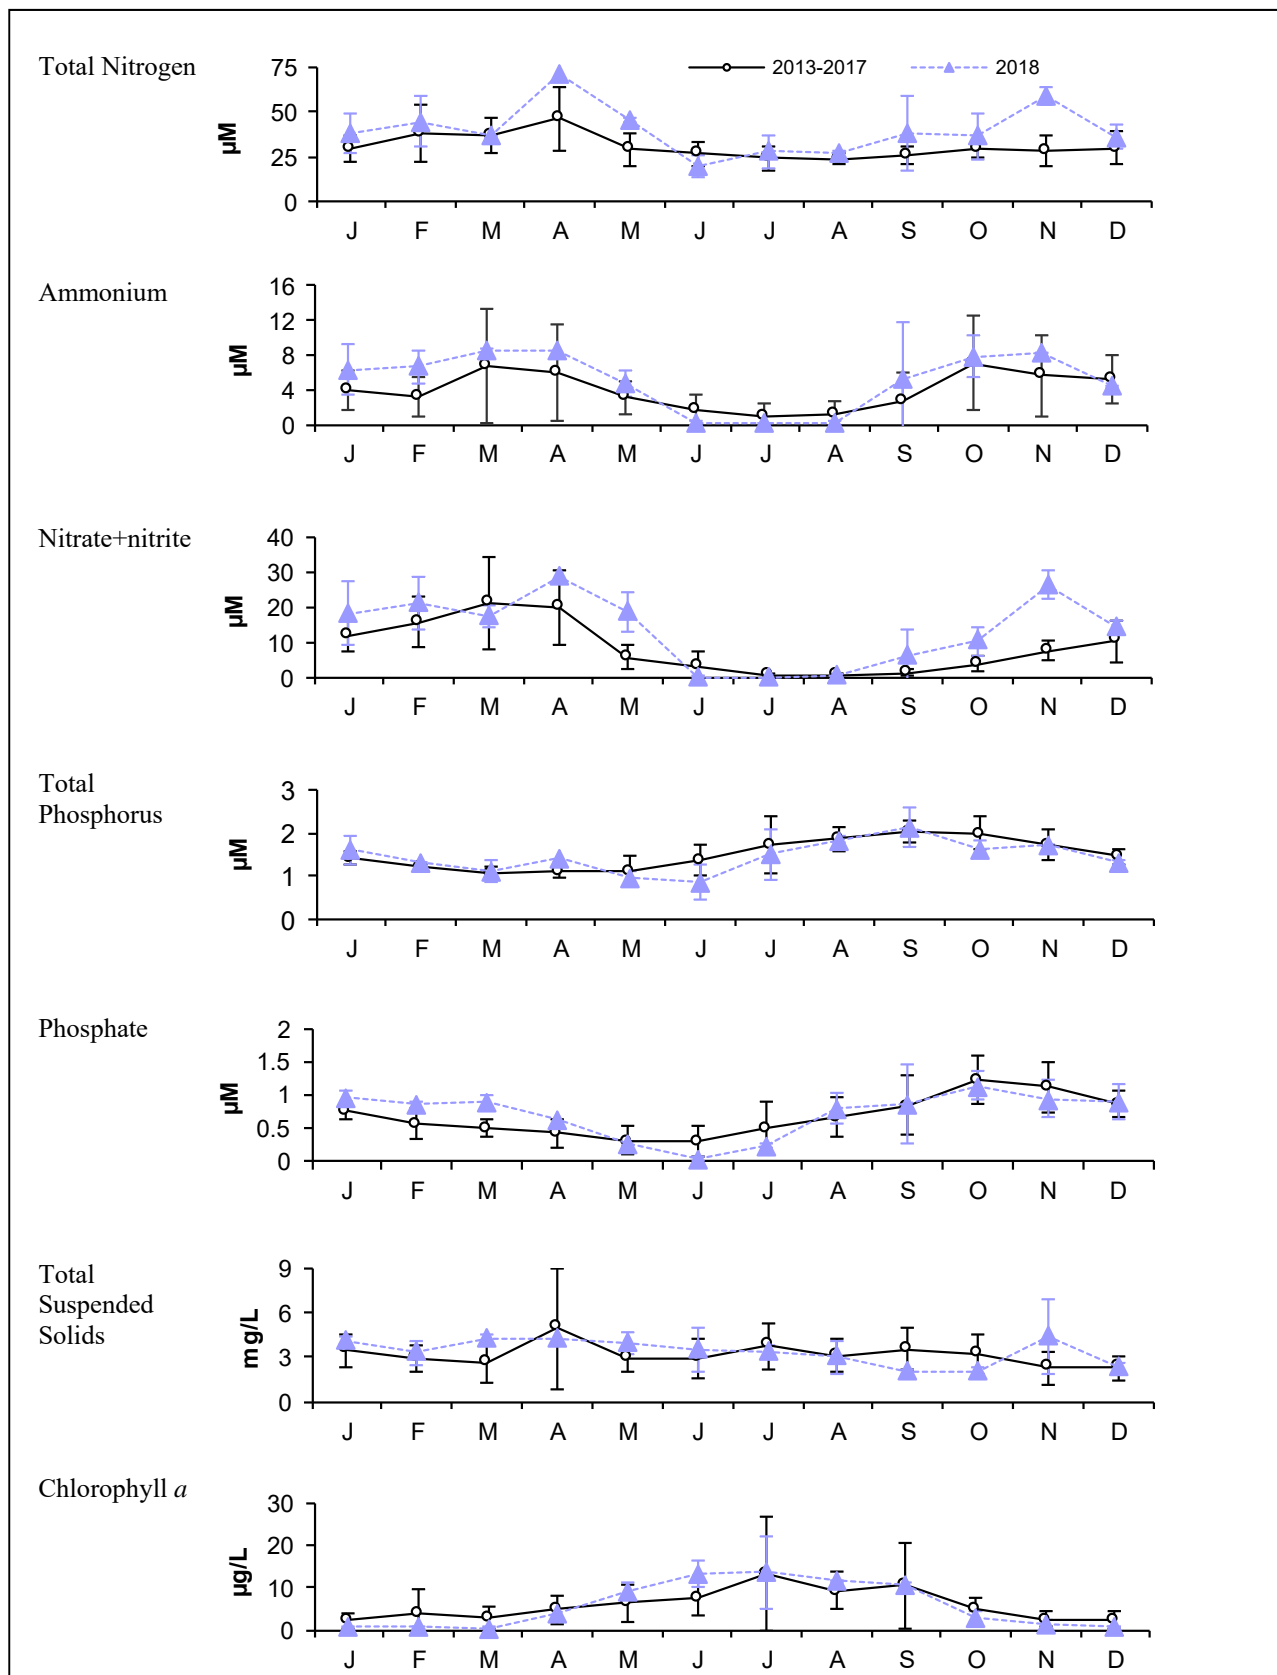 Total Nitrogen
75
50
25
0
µM
2013-2017
2018
J F M A M J J A S O N D
Ammonium
16
12
8
4
0
µM
J F M A M J J A S O N D
Nitrate+nitrite
40
30
20
10
0
µM
J F M A M J J A S O N D
Total
Phosphorus
3
2
1
0
µM
J F M A M J J A S O N D
Phosphate
2
1.5
1
0.5
0
µM
J F M A M J J A S O N D
Total
Suspended
Solids
9
6
3
0
mg/L
J F M A M J J A S O N D
Chlorophyll a
30
20
10
0
µg/L
J F M A M J J A S O N D